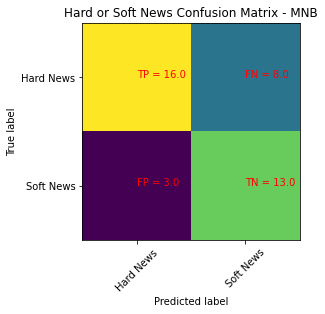 Hard or Soft News Confusion Matrix - MNB
True label
Hard News
TP = 16.0
FN = 8.0
Soft News
FP = 3.0
TN = 13.0
Hard News
Soft News
Predicted label